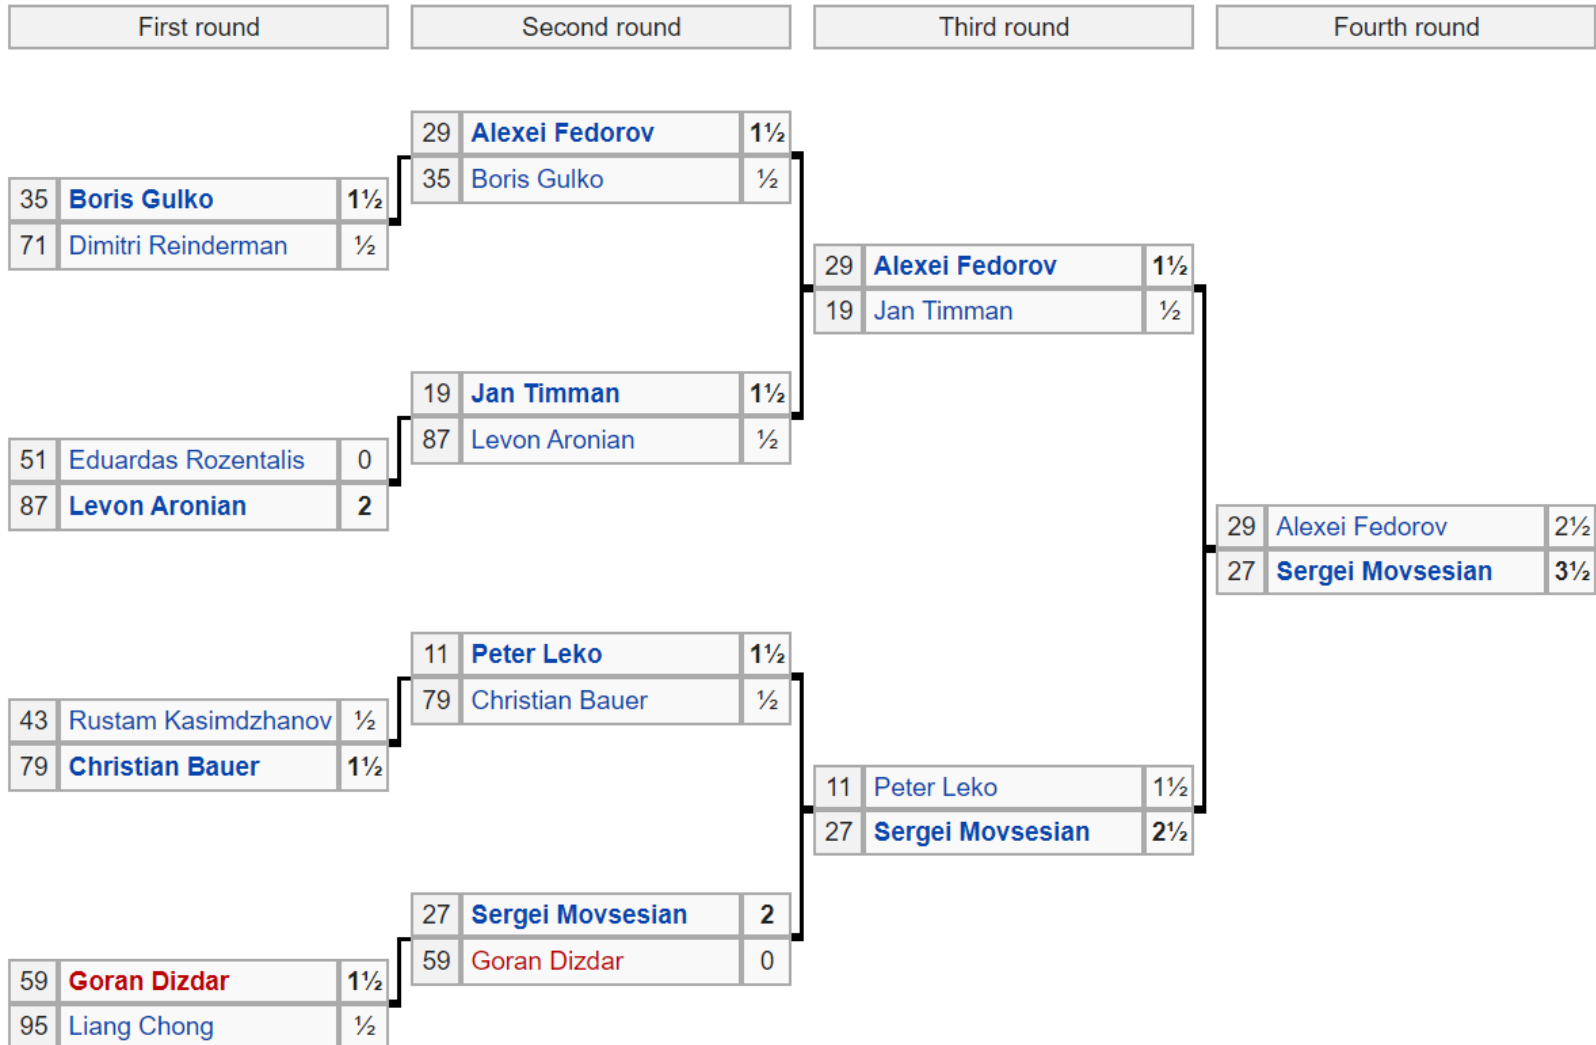 First round Second round Third round Fourth round
29 Alexei Fedorov 1½
35 Boris Gulko ½
35 Boris Gulko 1½
71 Dimitri Reinderman ½
29 Alexei Fedorov 1½
19 Jan Timman ½
19 Jan Timman 1½
87 Levon Aronian ½
51 Eduardas Rozentalis 0
87 Levon Aronian 2
29 Alexei Fedorov 2½
27 Sergei Movsesian 3½
11 Peter Leko 1½
79 Christian Bauer ½
43 Rustam Kasimdzhanov ½
79 Christian Bauer 1½
11 Peter Leko 1½
27 Sergei Movsesian 2½
27 Sergei Movsesian 2
59 Goran Dizdar 0
59 Goran Dizdar 1½
95 Liang Chong ½